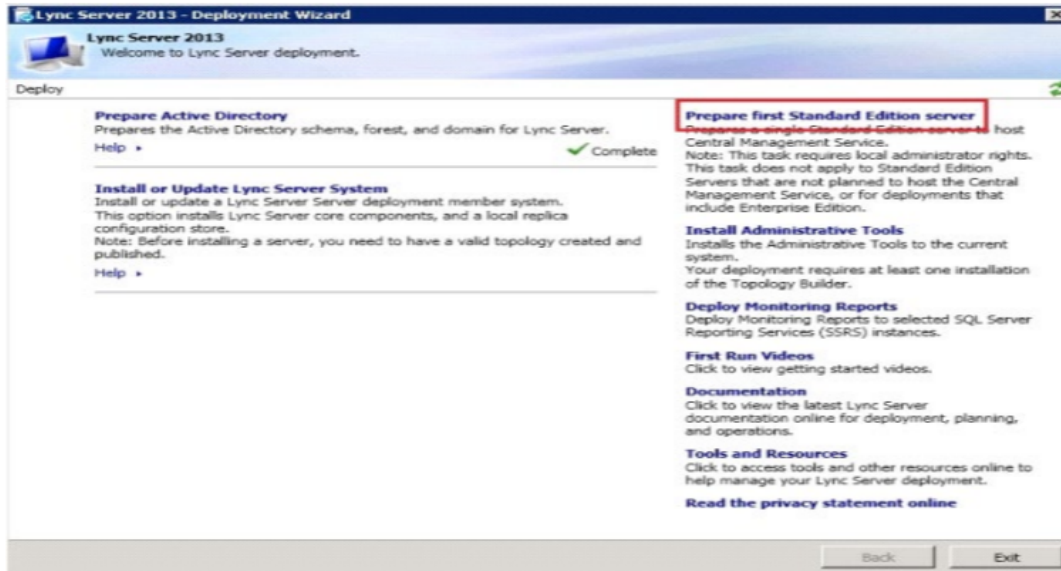 Lync Server 2013 - Deployment Wizard
Lync Server 2013
Welcome to Lync Server deployment.
Deploy
Prepare Active Directory
Prepares the Active Directory schema, forest, and domain for Lync Server.
Help
Complete
Install or Update Lync Server System
Install or update a Lync Server Server deployment member system.
This option installs Lync Server core components, and a local replica
configuration store.
Note: Before installing a server, you need to have a valid topology created and
published.
Help
Prepare first Standard Edition server
Prepares a single Standard Edition server to host
Central Management Service.
Note: This task requires local administrator rights.
This task does not apply to Standard Edition
Servers that are not planned to host the Central
Management Service, or for deployments that
include Enterprise Edition.
Install Administrative Tools
Installs the Administrative Tools to the current
system.
Your deployment requires at least one installation
of the Topology Builder.
Deploy Monitoring Reports
Deploy Monitoring Reports to selected SQL Server
Reporting Services (SSRS) instances.
First Run Videos
Click to view getting started videos.
Documentation
Click to view the latest Lync Server
documentation online for deployment, planning,
and operations.
Tools and Resources
Click to access tools and other resources online to
help manage your Lync Server deployment.
Read the privacy statement online
Back
Exit